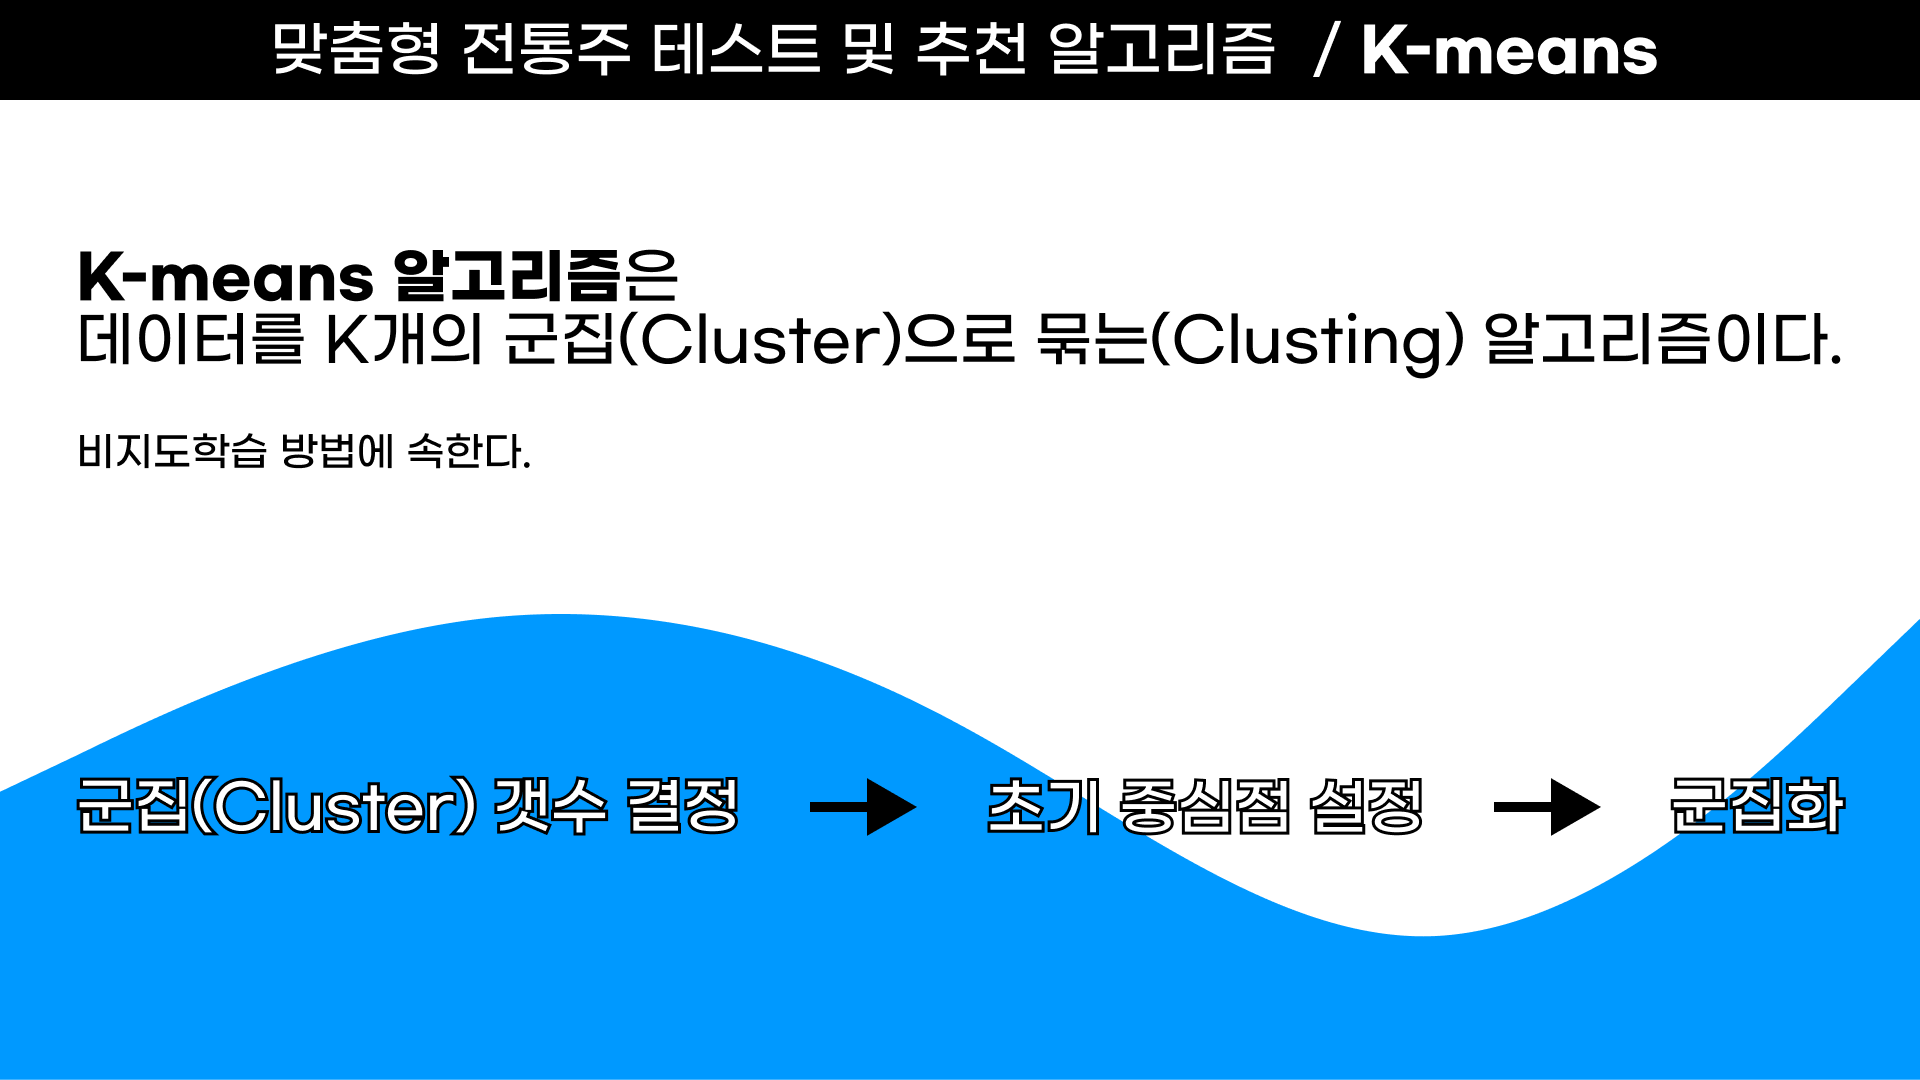 맞춤형 전통주 테스트 및 추천 알고리즘 / K-means
K-means 알고리즘은
데이터를 K개의 군집(Cluster)으로 묶는(Clusting) 알고리즘이다.
비지도학습 방법에 속한다.
군집(Cluster) 갯수 결정 → 초기 중심점 설정 → 군집화